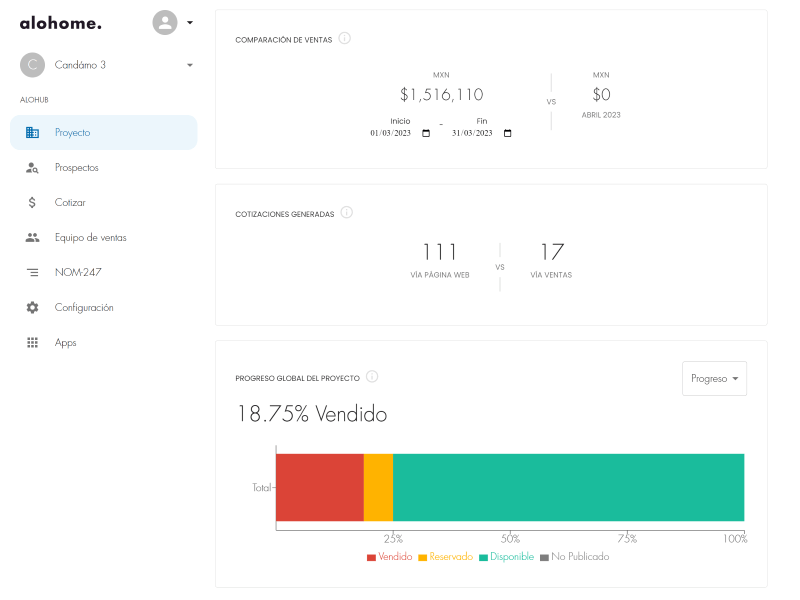 alohome.
C Candámo 3
ALOHUB
Proyecto
Prospectos
Cotizar
Equipo de ventas
NOM-247
Configuración
Apps
COMPARACIÓN DE VENTAS
MXN
$1,516,110
Inicio - Fin
01/03/2023 31/03/2023
VS
MXN
$0
ABRIL 2023
COTIZACIONES GENERADAS
111
VÍA PÁGINA WEB
VS
17
VÍA VENTAS
PROGRESO GLOBAL DEL PROYECTO
Progreso
18.75% Vendido
Total
25% 50% 75% 100%
Vendido Reservado Disponible No Publicado